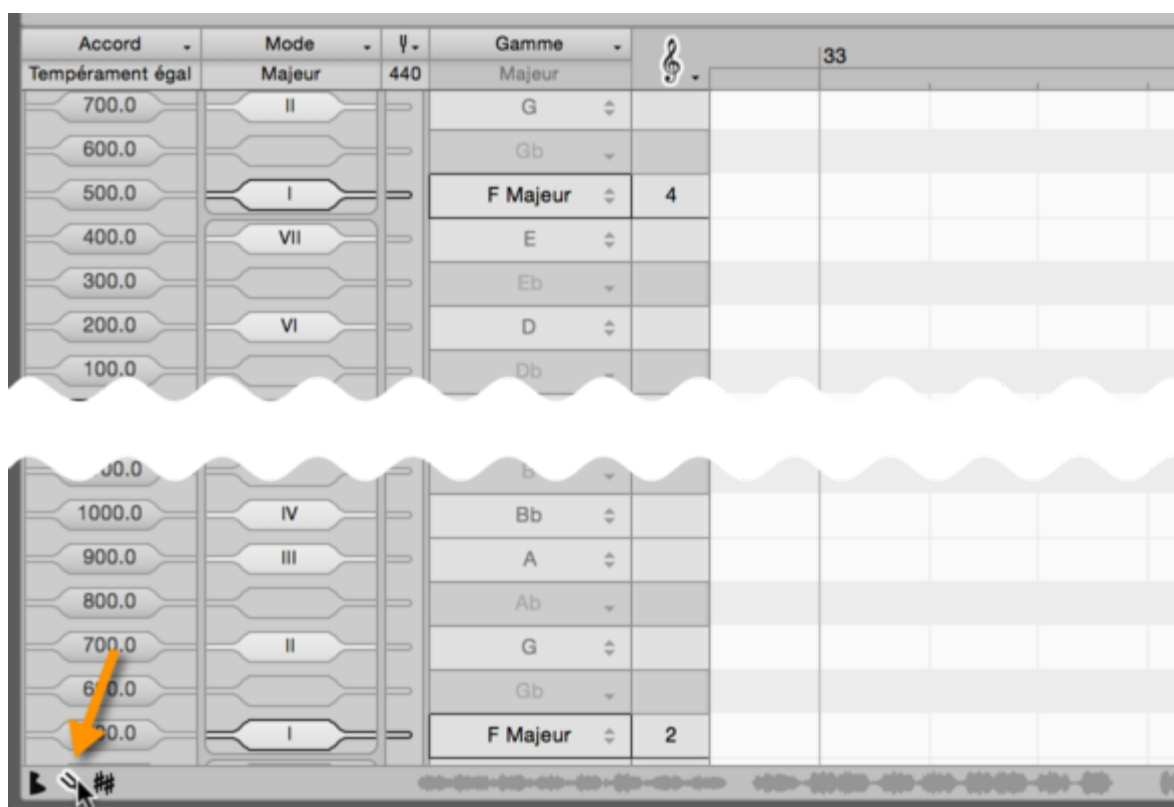 Accord Mode Gamme 33
Tempérament égal Majeur 440 Majeur
700.0 II G
600.0 Gb
500.0 I F Majeur 4
400.0 VII E
300.0 Eb
200.0 VI D
100.0 Db
1000.0 IV Bb
900.0 III A
800.0 Ab
700.0 II G
Gb
I F Majeur 2